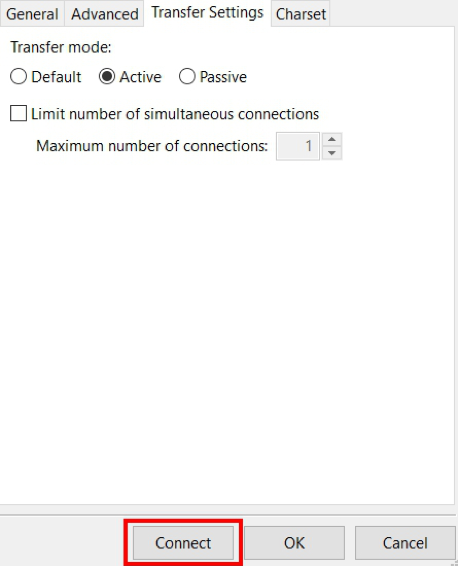 General Advanced Transfer Settings Charset
Transfer mode:
Default Active Passive
Limit number of simultaneous connections
Maximum number of connections: 1
Connect OK Cancel